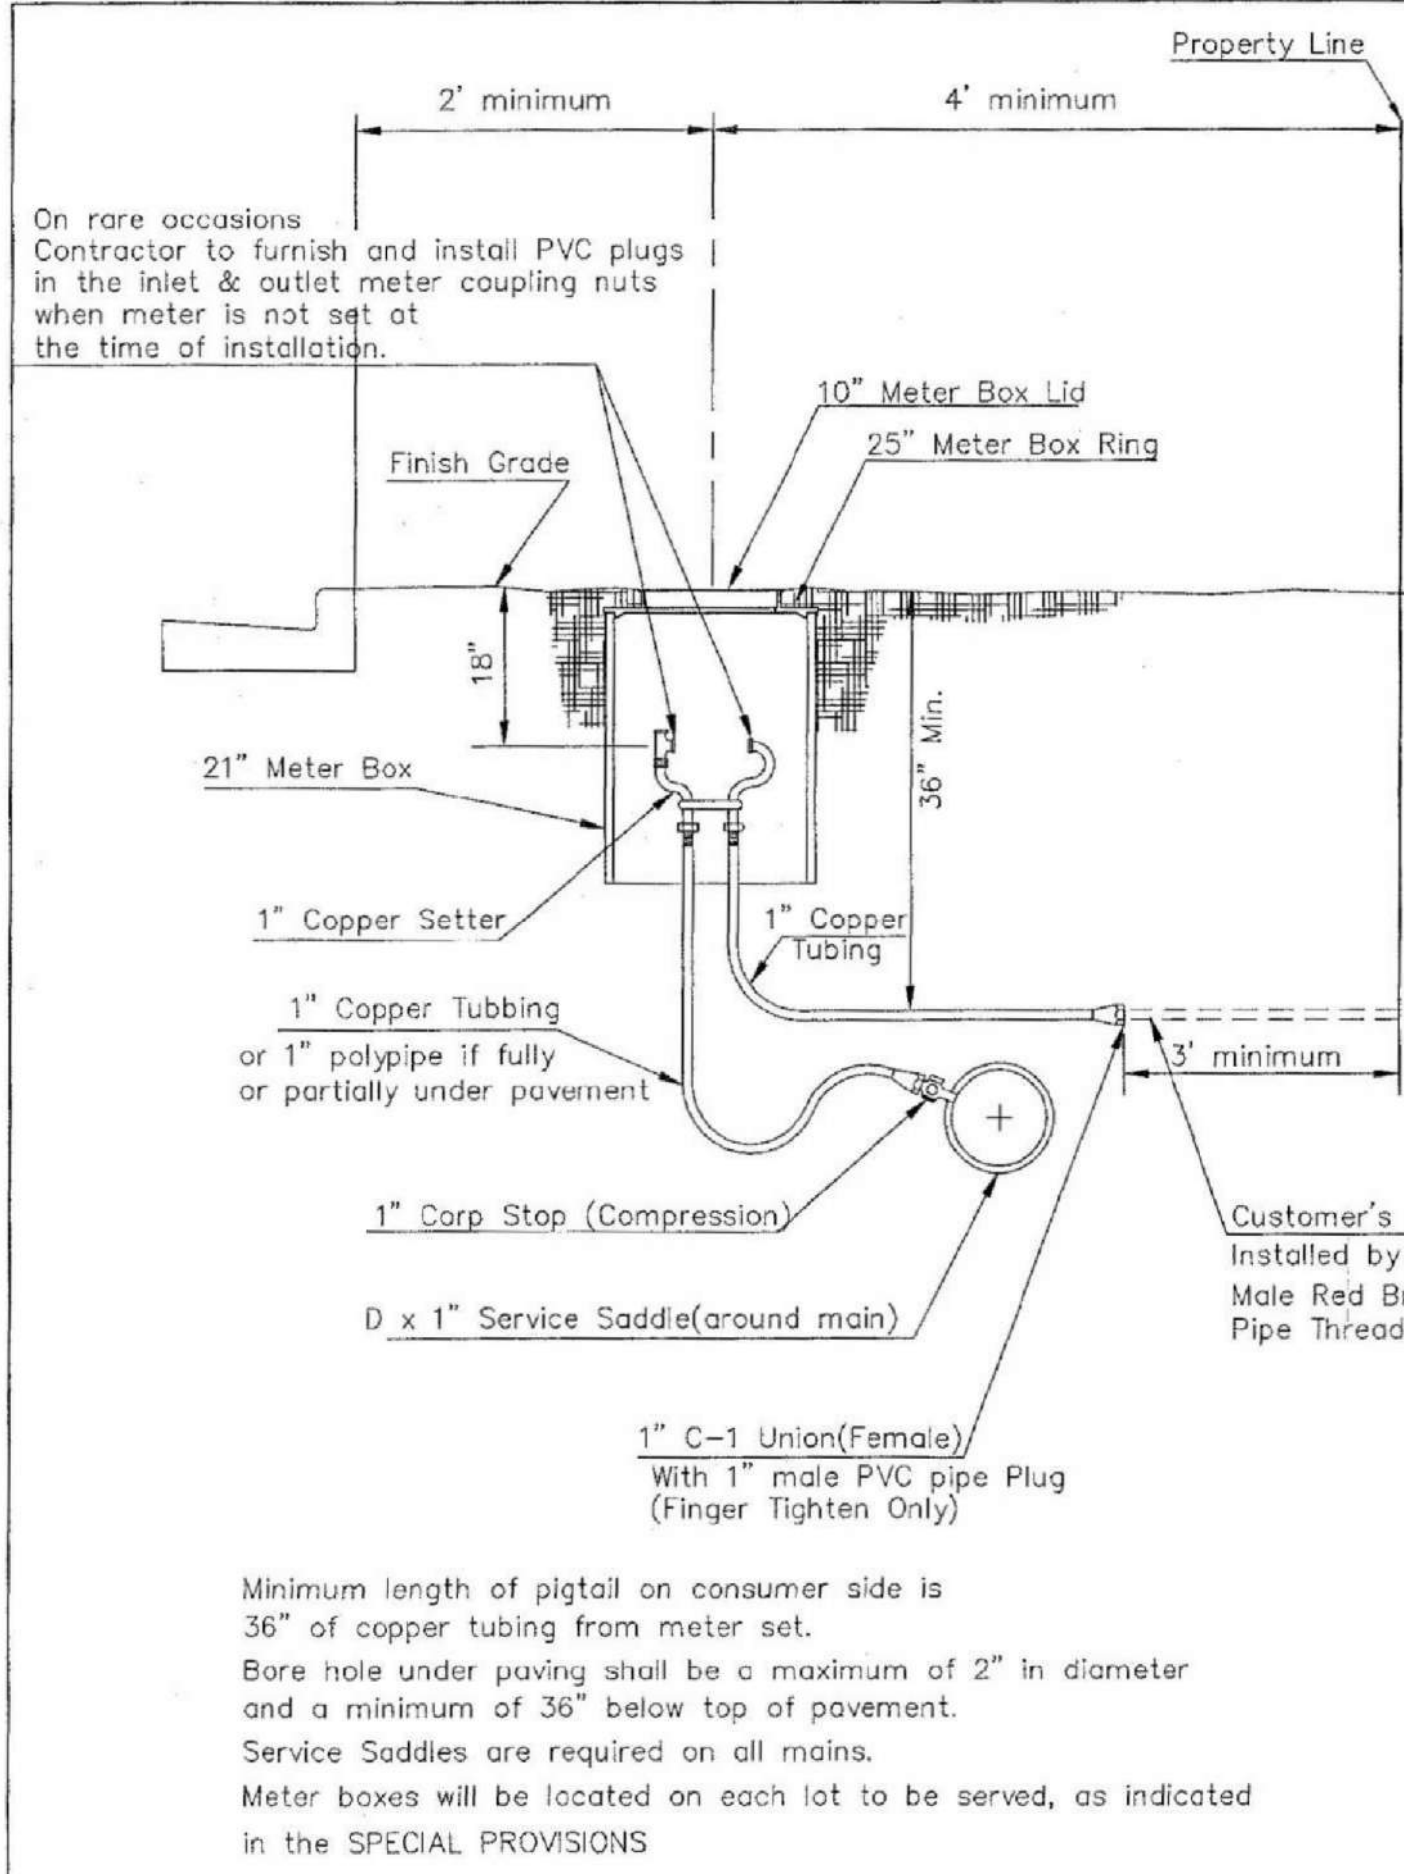 Property Line
2' minimum
4' minimum
On rare occasions
Contractor to furnish and install PVC plugs
in the inlet & outlet meter coupling nuts
when meter is not set at
the time of installation.
10" Meter Box Lid
25" Meter Box Ring
Finish Grade
18"
36" Min.
21" Meter Box
1" Copper Setter
1" Copper
Tubing
1" Copper Tubbing
or 1" polypipe if fully
or partially under pavement
3' minimum
1" Corp Stop (Compression)
Customer's
Installed by
Male Red
Pipe Thread
D x 1" Service Saddle(around main)
1" C-1 Union(Female)
With 1" male PVC pipe Plug
(Finger Tighten Only)
Minimum length of pigtail on consumer side is
36" of copper tubing from meter set.
Bore hole under paving shall be a maximum of 2" in diameter
and a minimum of 36" below top of pavement.
Service Saddles are required on all mains.
Meter boxes will be located on each lot to be served, as indicated
in the SPECIAL PROVISIONS